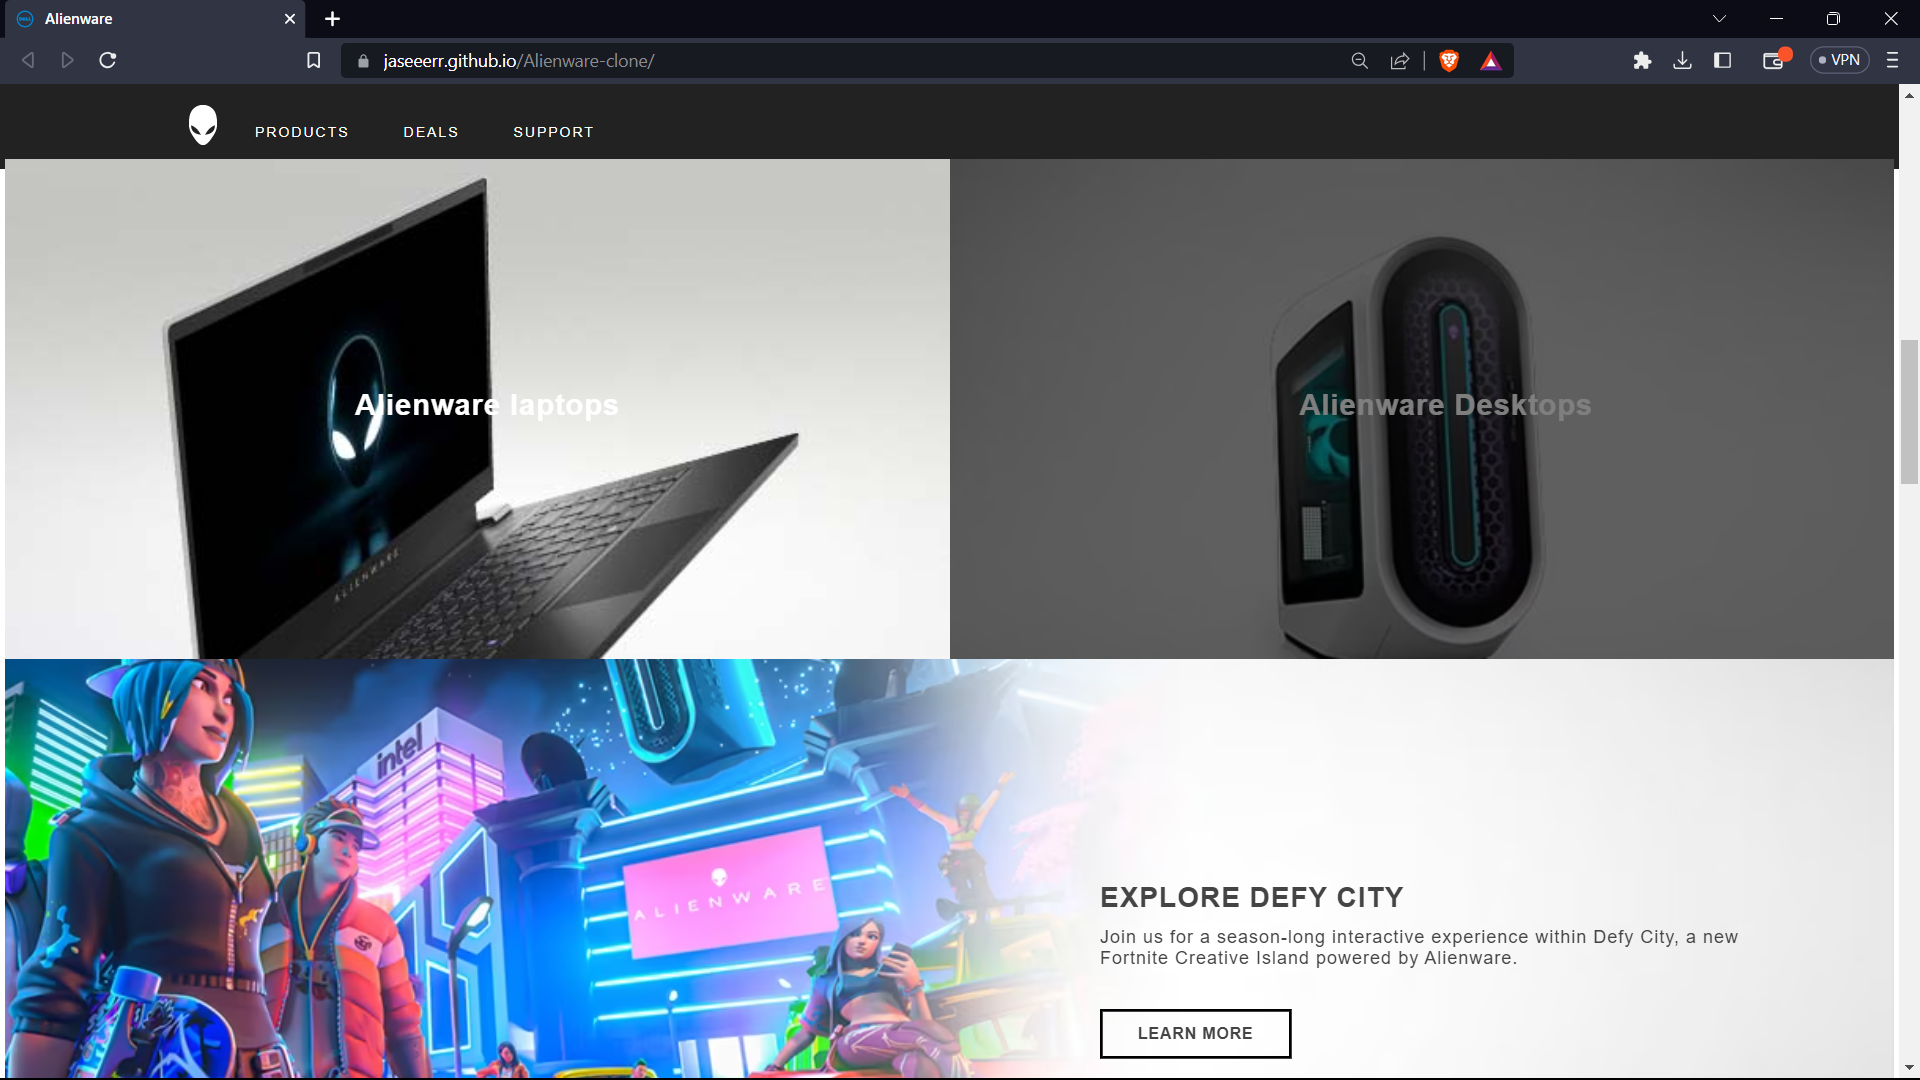 Alienware
jaseeerr.github.io/Alienware-clone/
VPN
PRODUCTS
DEALS
SUPPORT
Alienware laptops
Alienware Desktops
ALIENWARE
intel
ALIENWARE
EXPLORE DEFY CITY
Join us for a season-long interactive experience within Defy City, a new
Fortnite Creative Island powered by Alienware.
LEARN MORE